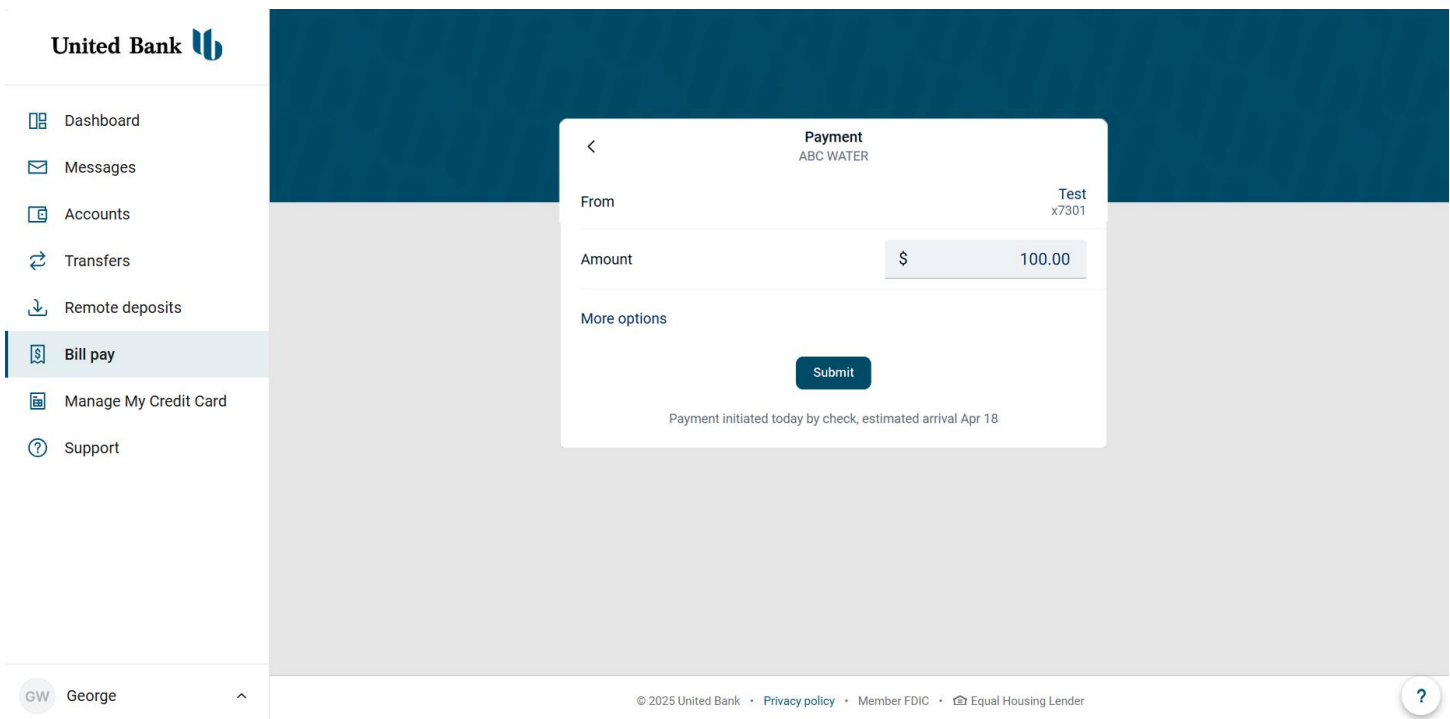 United Bank
Dashboard
Messages
Accounts
Transfers
Remote deposits
Bill pay
Manage My Credit Card
Support
GW George
Payment
ABC WATER
From
Test
x7301
Amount
$ 100.00
More options
Submit
Payment initiated today by check, estimated arrival Apr 18
© 2025 United Bank • Privacy policy • Member FDIC • Equal Housing Lender
?